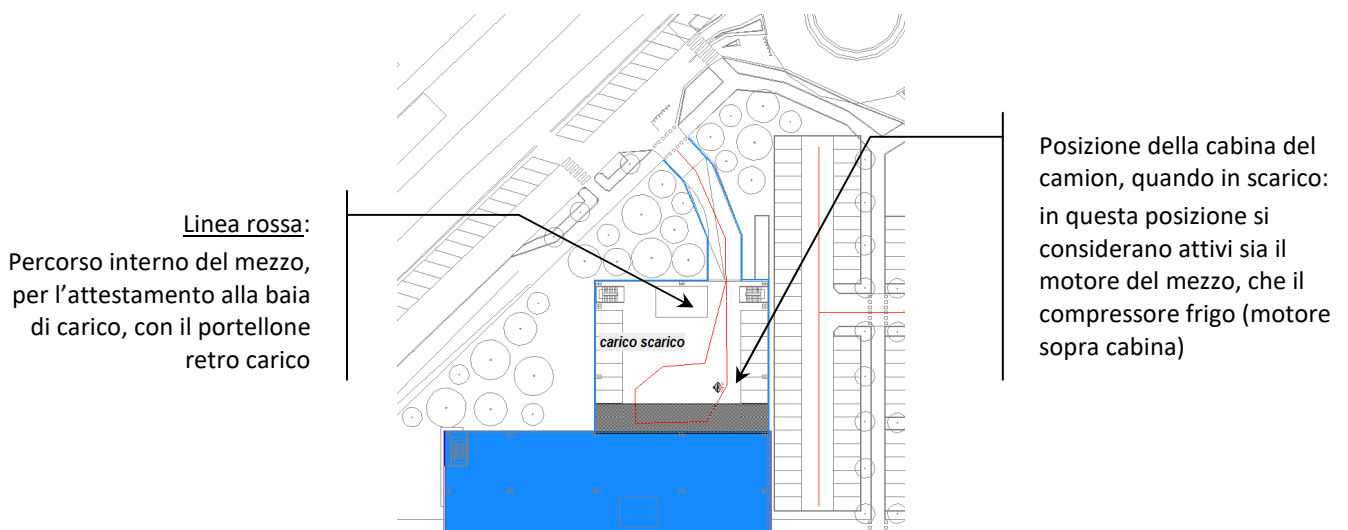 Linea rossa:
Percorso interno del mezzo,
per l’attestamento alla baia
di carico, con il portellone
retro carico
carico scarico
Posizione della cabina del
camion, quando in scarico:
in questa posizione si
considerano attivi sia il
motore del mezzo, che il
compressore frigo (motore
sopra cabina)